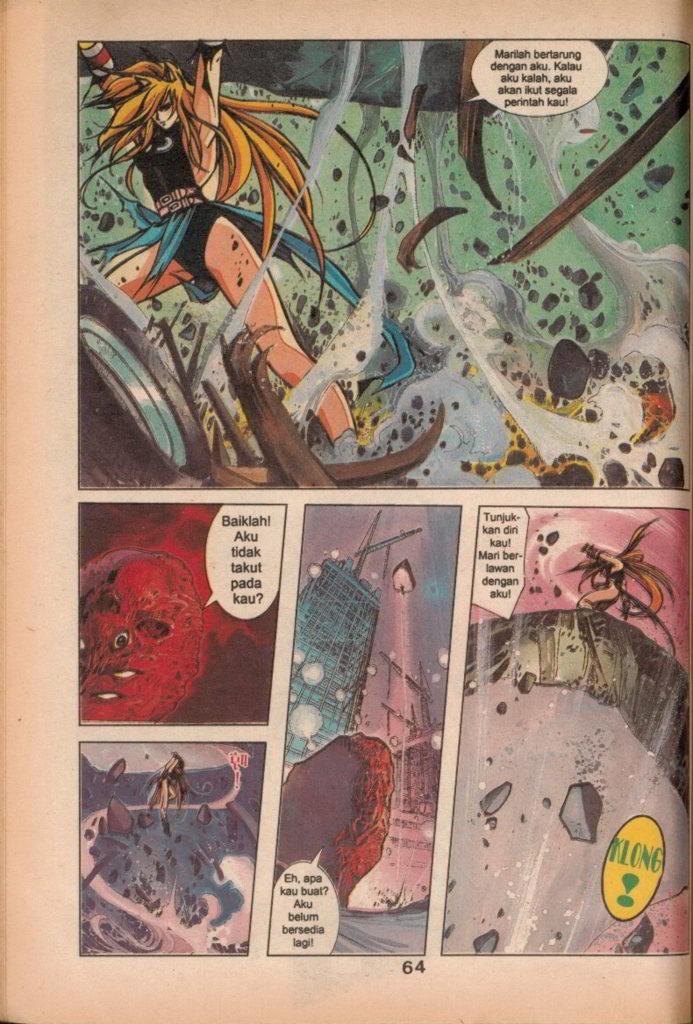 Marilah bertarung
dengan aku. Kalau
aku kalah, aku
akan ikut segala
perintah kau!
Baiklah!
Aku
tidak
takut
pada
kau?
Eh, apa
kau buat?
Aku
belum
bersedia
lagi!
Tunjuk-
kan diri
kau!
Mari ber-
lawan
dengan
aku!
KLONG
!
64